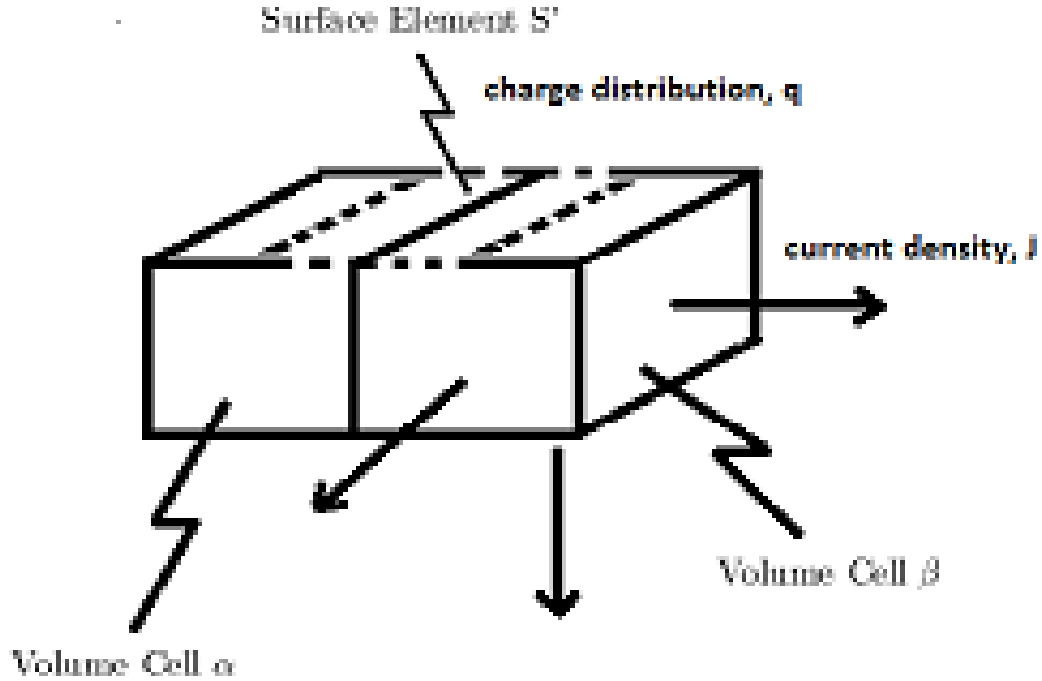 Surface Element S'
charge distribution, q
current density, J
Volume Cell β
Volume Cell α